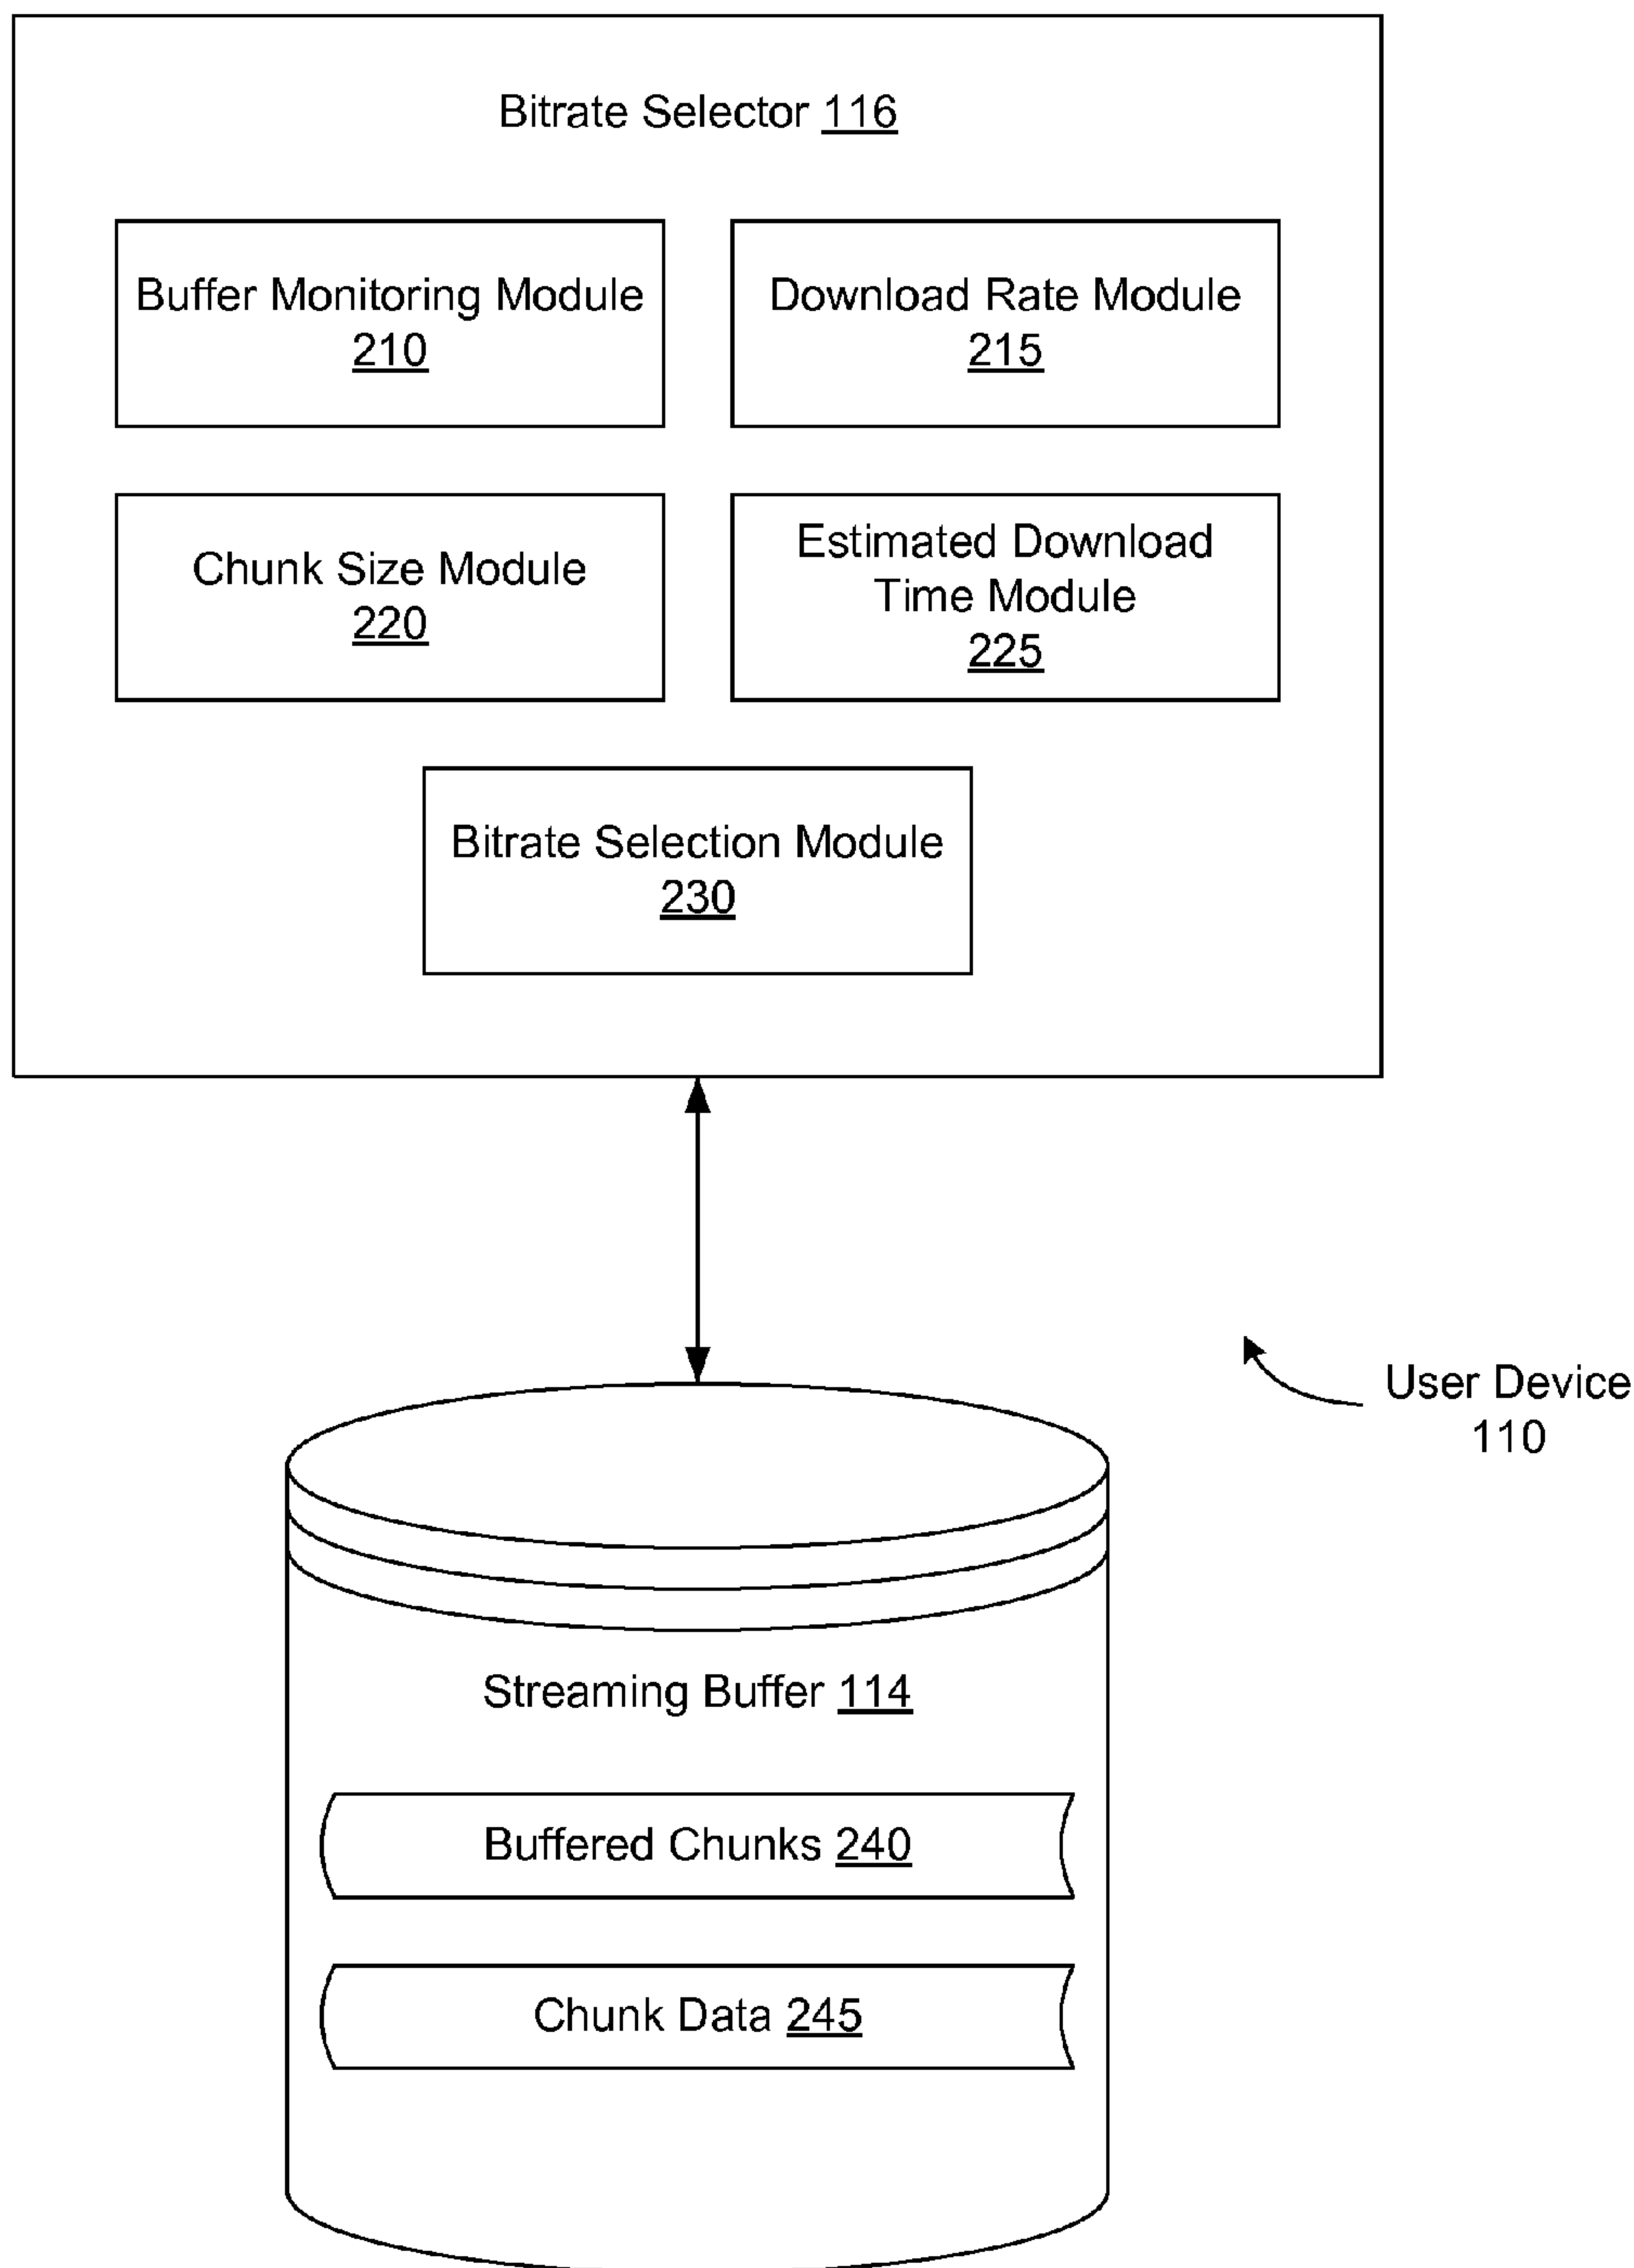 Bitrate Selector 116
Buffer Monitoring Module
210
Download Rate Module
215
Chunk Size Module
220
Estimated Download
Time Module
225
Bitrate Selection Module
230
User Device
110
Streaming Buffer 114
Buffered Chunks 240
Chunk Data 245